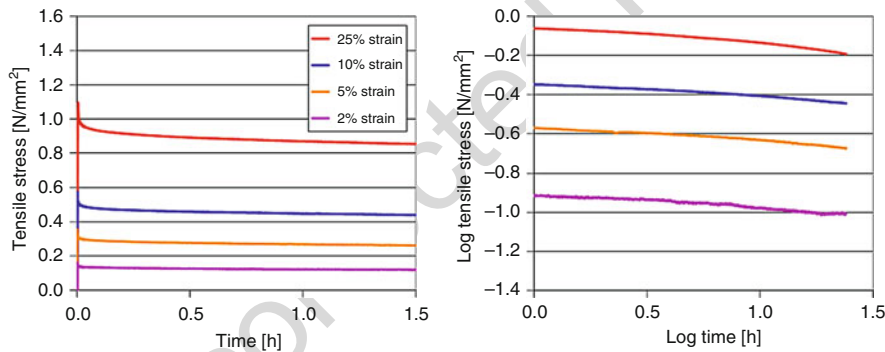 1.6
1.4
1.2
1.0
0.8
0.6
0.4
0.2
0.0
Tensile stress [N/mm²]
25% strain
10% strain
5% strain
2% strain
0.0 0.5 1.0 1.5
Time [h]
0.0
−0.2
−0.4
−0.6
−0.8
−1.0
−1.2
−1.4
Log tensile stress [N/mm²]
0.0 0.5 1.0 1.5
Log time [h]